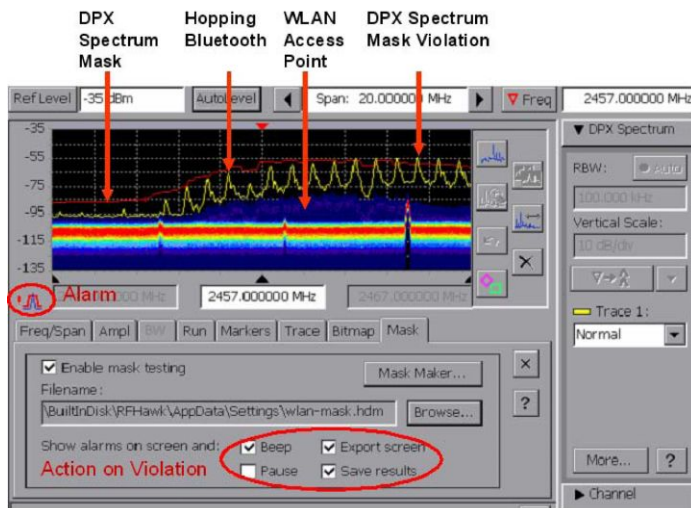 DPX Spectrum Mask
Hopping Bluetooth
WLAN Access Point
DPX Spectrum Mask Violation
Ref Level -35 dBm AutoLevel Span: 20.000000 MHz Freq 2457.000000 MHz
-35
-55
-75
-95
-115
-135
Alarm
000 MHz 2457.000000 MHz 2467.000000 MHz
Freq/Span Ampl BW Run Markers Trace Bitmap Mask
Enable mask testing
Mask Maker...
Filename:
\BuiltInDisk\RFHawk\AppData\Settings\wlan-mask.hdm Browse...
Show alarms on screen and: Beep Export screen
Action on Violation Pause Save results
?
DPX Spectrum
RBW: Auto
100.000 kHz
Vertical Scale:
10 dB/div
Trace 1:
Normal
More... ?
Channel